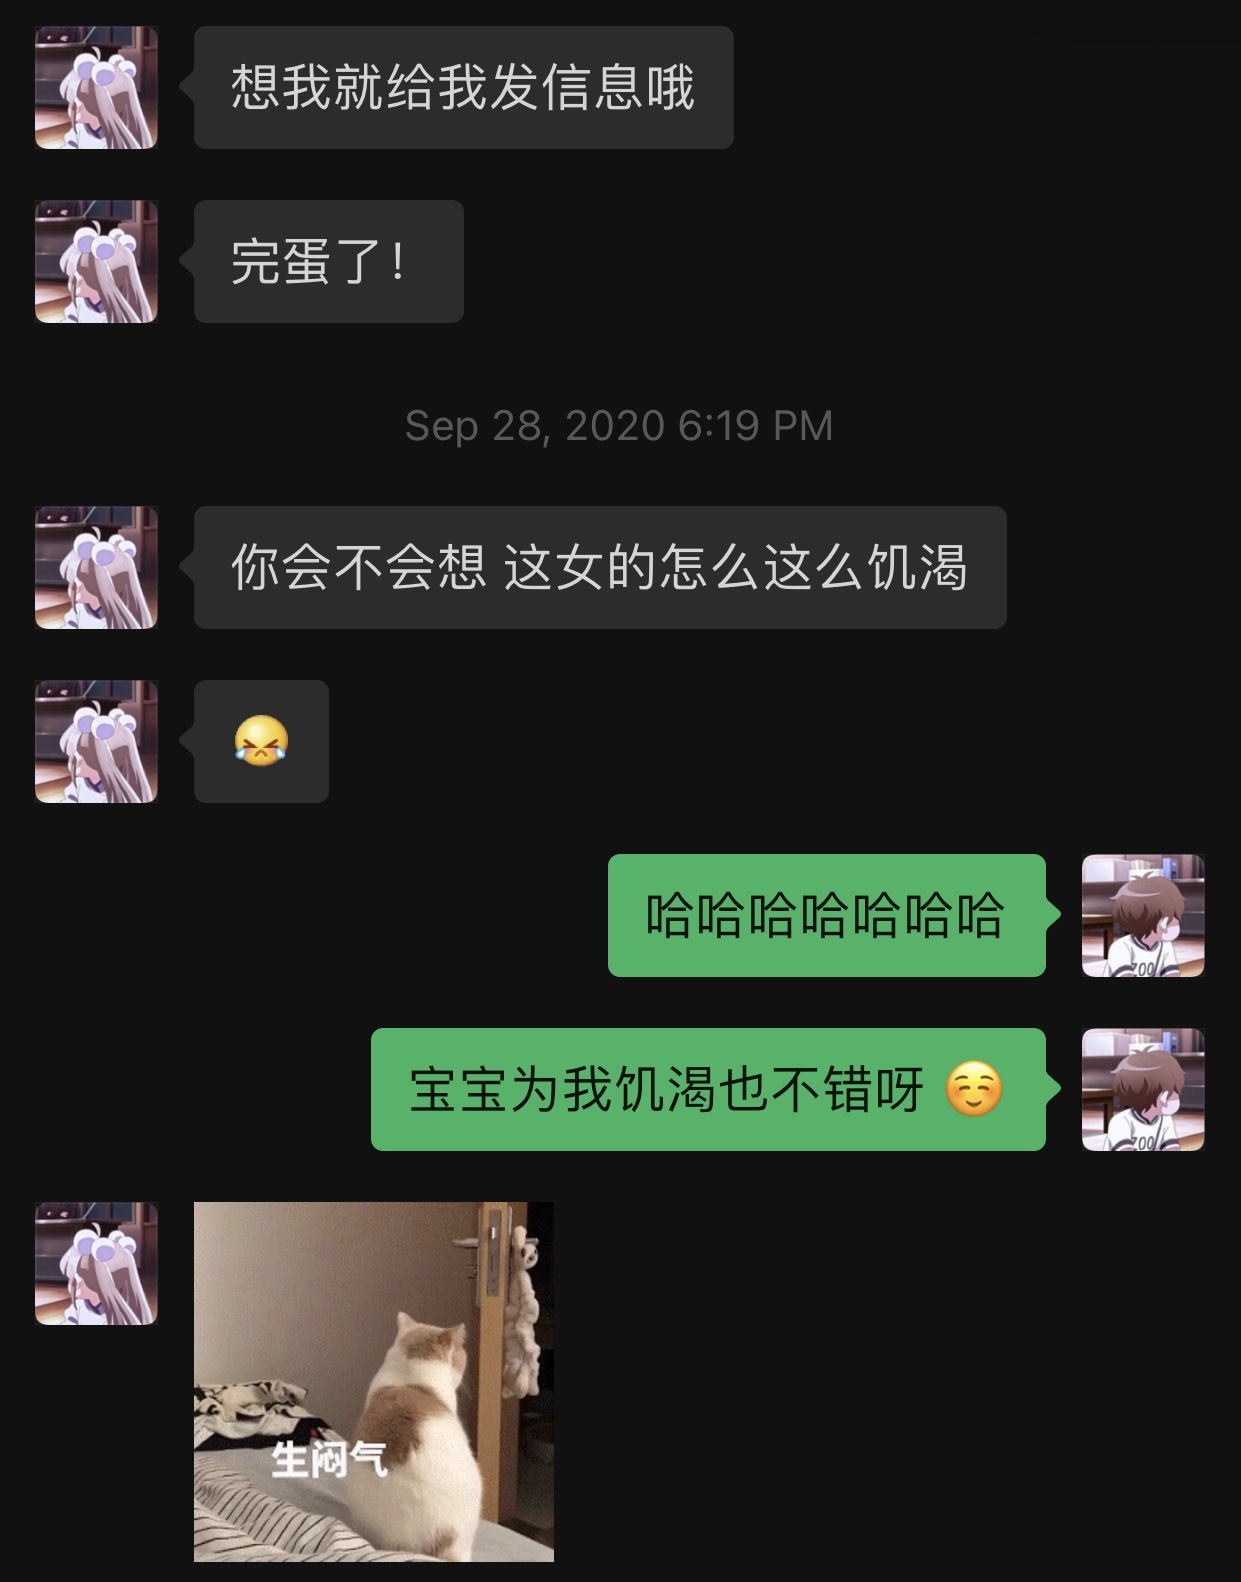 想我就给我发信息哦
完蛋了！
Sep 28, 2020 6:19 PM
你会不会想 这女的怎么这么饥渴
😹
哈哈哈哈哈哈哈
宝宝为我饥渴也不错呀 ☺️
ZOO
ZOO
生闷气